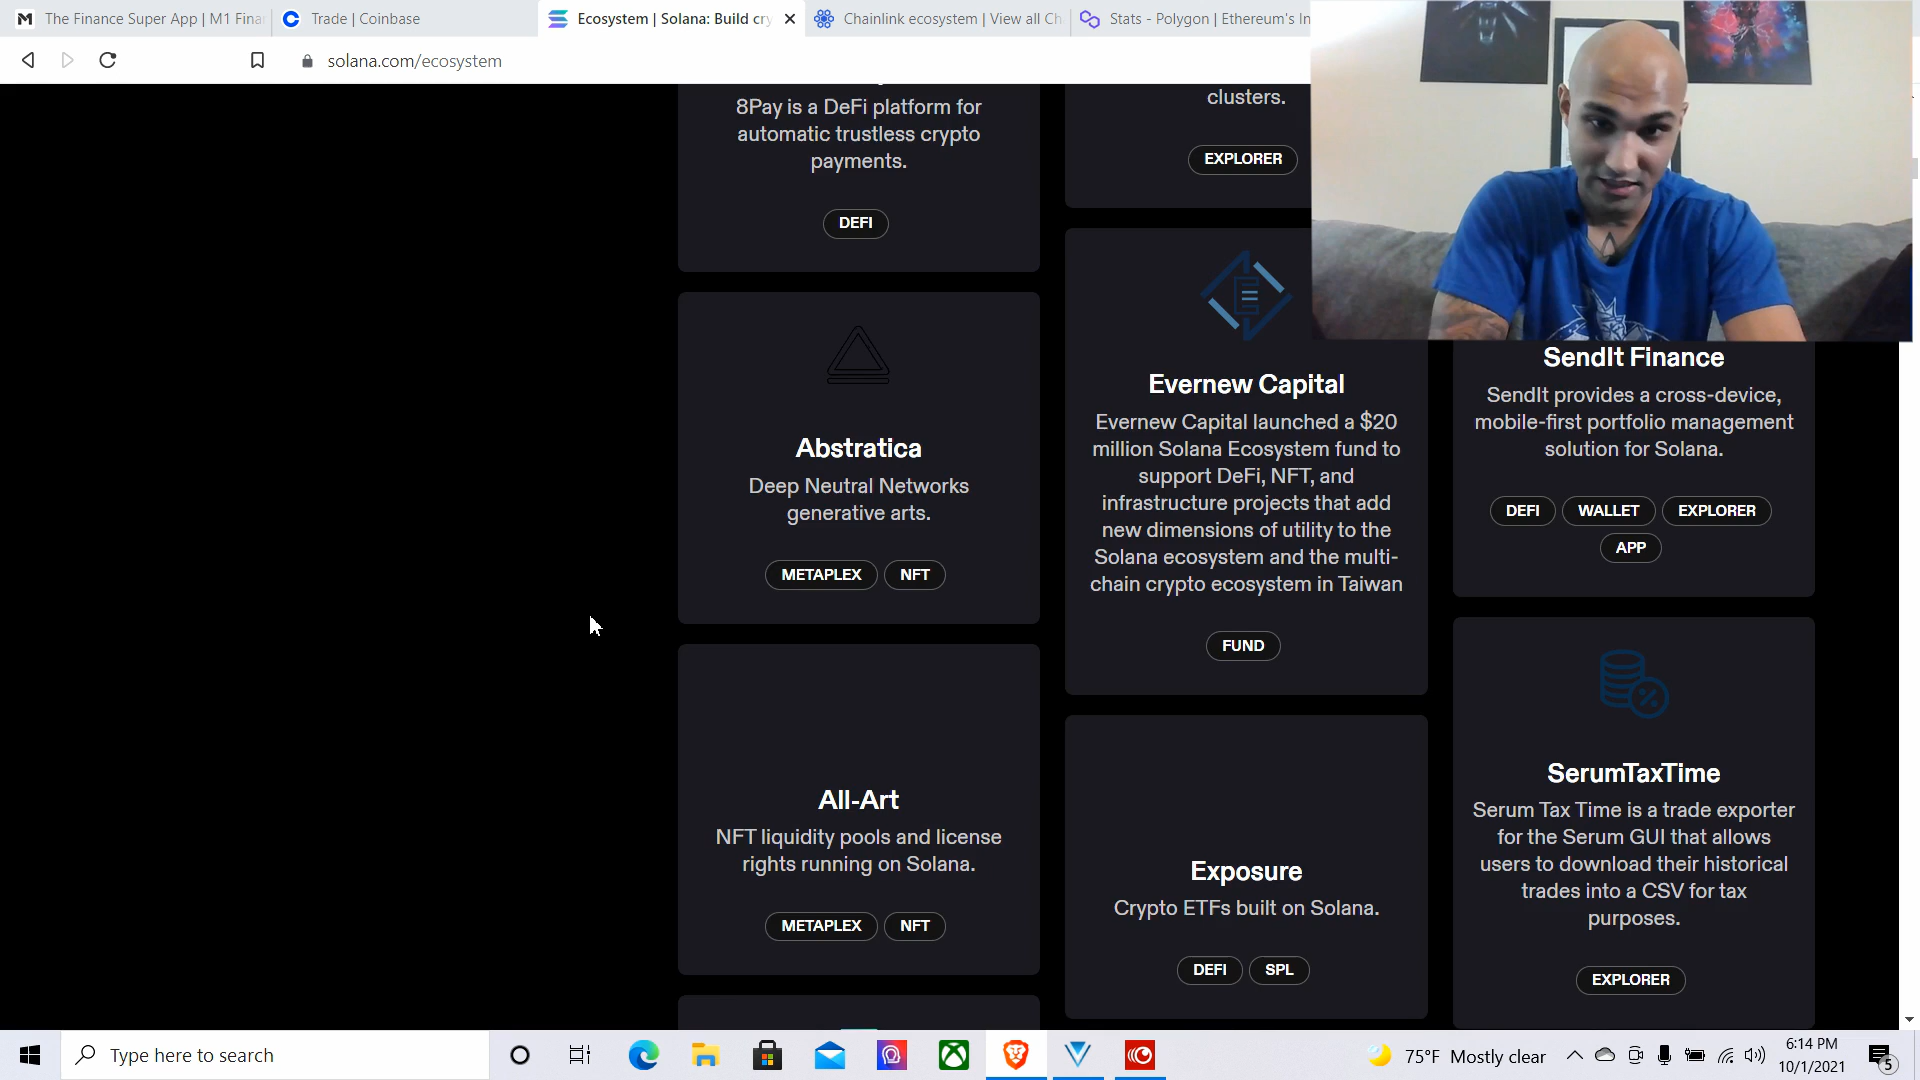 The Finance Super App | M1 Fina
Trade | Coinbase
Ecosystem | Solana: Build cry
Chainlink ecosystem | View all Ch
Stats - Polygon | Ethereum's In
solana.com/ecosystem
8Pay is a DeFi platform for
automatic trustless crypto
payments.
DEFI
clusters.
EXPLORER
Abstratica
Deep Neutral Networks
generative arts.
METAPLEX NFT
Evernew Capital
Evernew Capital launched a $20
million Solana Ecosystem fund to
support DeFi, NFT, and
infrastructure projects that add
new dimensions of utility to the
Solana ecosystem and the multi-
chain crypto ecosystem in Taiwan
FUND
SendIt Finance
SendIt provides a cross-device,
mobile-first portfolio management
solution for Solana.
DEFI WALLET EXPLORER
APP
All-Art
NFT liquidity pools and license
rights running on Solana.
METAPLEX NFT
Exposure
Crypto ETFs built on Solana.
DEFI SPL
SerumTaxTime
Serum Tax Time is a trade exporter
for the Serum GUI that allows
users to download their historical
trades into a CSV for tax
purposes.
EXPLORER
Type here to search
75°F Mostly clear
6:14 PM
10/1/2021
5